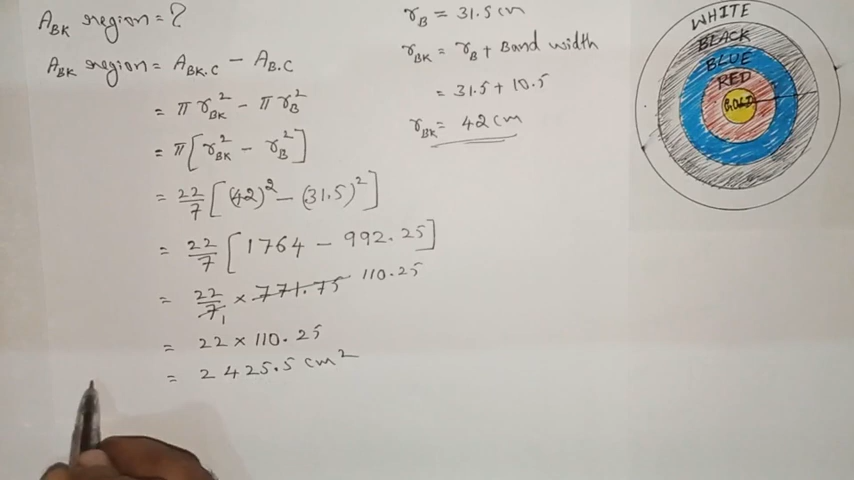 A_BK region = ?
A_BK region = A_BK.C - A_B.C
= π r_BK² - π r_B²
= π [ r_BK² - r_B² ]
= 22/7 [ (42)² - (31.5)² ]
= 22/7 [ 1764 - 992.25 ]
= 22/7 1 × 771.75 110.25
= 22 × 110.25
= 2425.5 cm²
r_B = 31.5 cm
r_BK = r_B + Band width
= 31.5 + 10.5
r_BK = 42 cm
WHITE
BLACK
BLUE
RED
GOLD